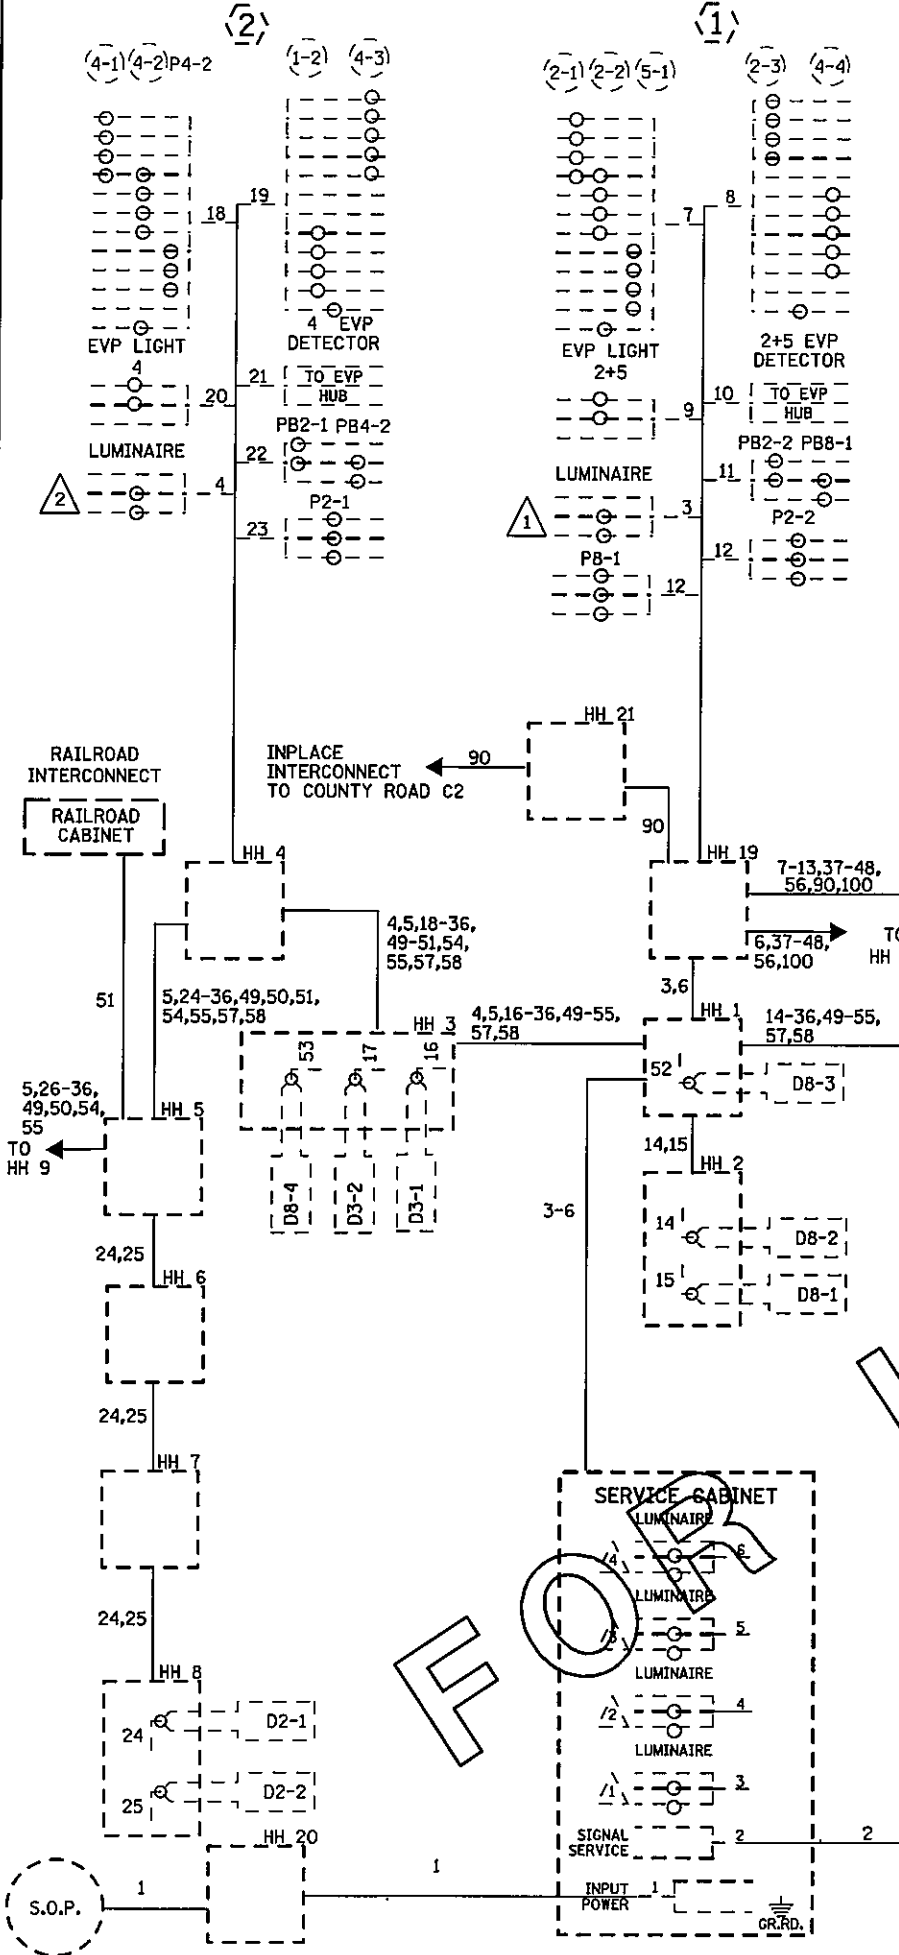 2
1
4-1 4-2 P4-2
1-2 4-3
2-1 2-2 5-1
2-3 4-4
18
19
7
8
EVP LIGHT
4
4 EVP
DETECTOR
EVP LIGHT
2+5
2+5 EVP
DETECTOR
20
21
TO EVP
HUB
9
10
TO EVP
HUB
PB2-1 PB4-2
22
PB2-2 PB8-1
11
LUMINAIRE
2
4
LUMINAIRE
1
3
P2-1
23
P2-2
12
P8-1
12
HH 21
90
90
RAILROAD
INTERCONNECT
RAILROAD
CABINET
INPLACE
INTERCONNECT
TO COUNTY ROAD C2
HH 4
HH 19
7-13,37-48,
56,90,100
6,37-48,
56,100
TO
HH
4,5,18-36,
49-51,54,
55,57,58
51
5,24-36,49,50,51,
54,55,57,58
3,6
HH 3
4,5,16-36,49-55,
57,58
HH 1
14-36,49-55,
57,58
53
17
16
52
D8-3
D8-4
D3-2
D3-1
5,26-36,
49,50,54,
55
TO
HH 9
HH 5
14,15
HH 2
14
D8-2
15
D8-1
3-6
24,25
HH 6
24,25
HH 7
24,25
HH 8
24
D2-1
25
D2-2
FOR
SERVICE CABINET
LUMINAIRE
4
6
LUMINAIRE
3
5
LUMINAIRE
2
4
LUMINAIRE
1
3
SIGNAL
SERVICE
2
2
INPUT
POWER
1
GR.RD.
HH 20
S.O.P.
1
1